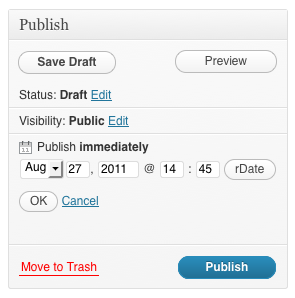 Publish
Save Draft Preview
Status: Draft Edit
Visibility: Public Edit
Publish immediately
Aug 27, 2011 @ 14 : 45 rDate
OK Cancel
Move to Trash Publish